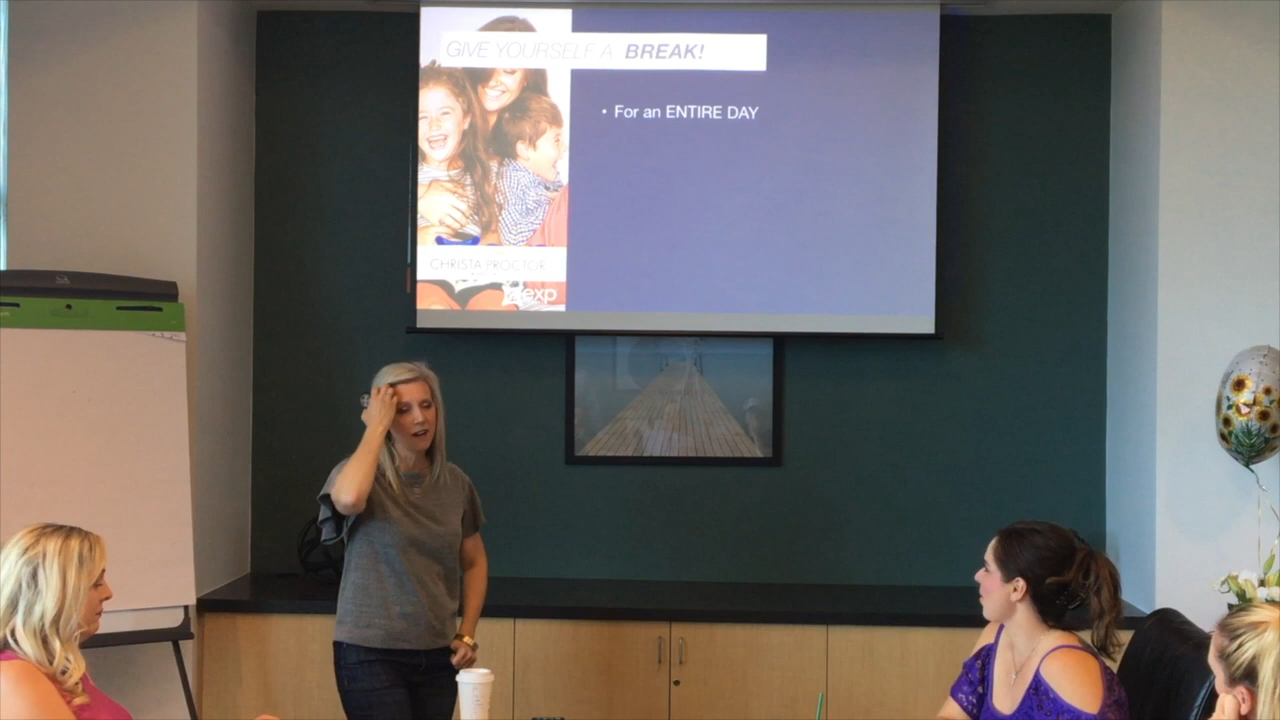 GIVE YOURSELF A BREAK!
• For an ENTIRE DAY
CHRISTA PROCTOR
exp